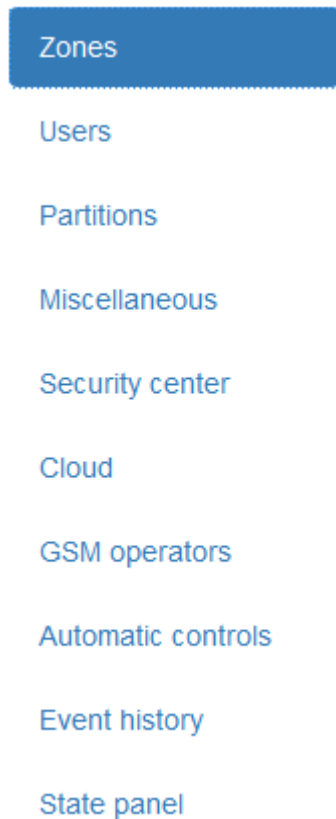 Zones
Users
Partitions
Miscellaneous
Security center
Cloud
GSM operators
Automatic controls
Event history
State panel